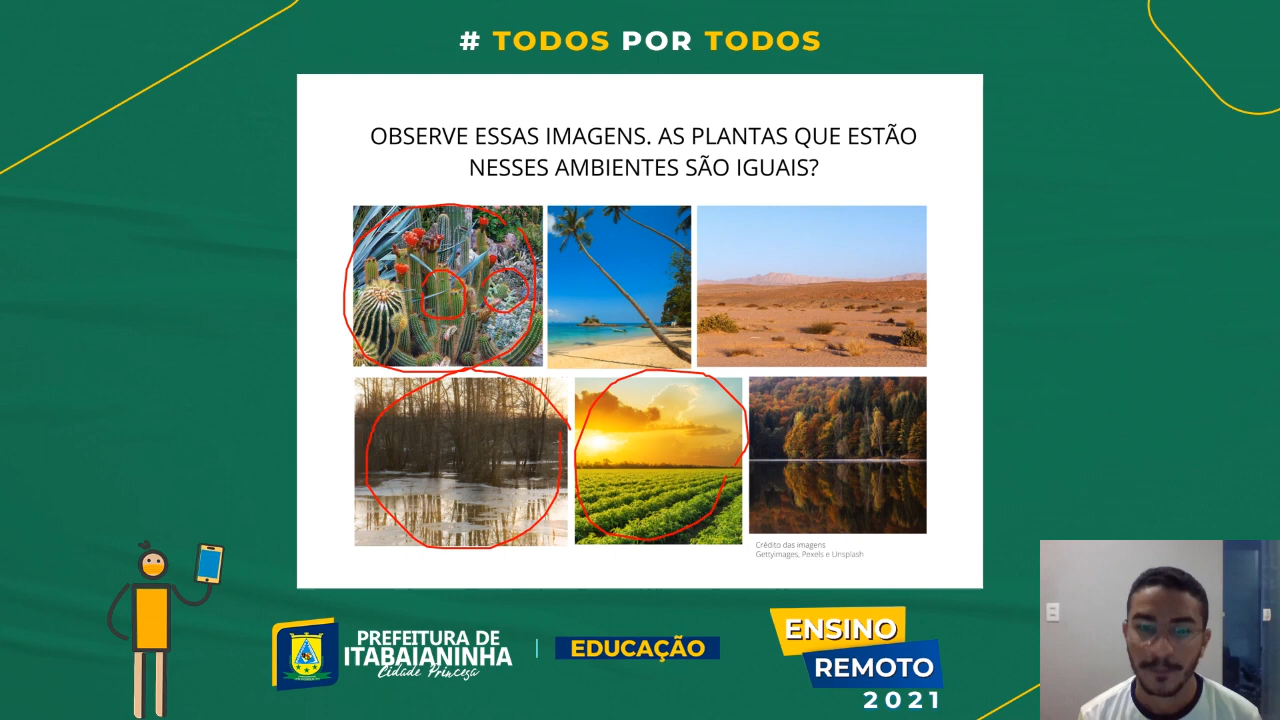 # TODOS POR TODOS
OBSERVE ESSAS IMAGENS. AS PLANTAS QUE ESTÃO
NESSES AMBIENTES SÃO IGUAIS?
Crédito das imagens
Gettyimages, Pexels e Unsplash
PREFEITURA DE
ITABAIANINHA
Cidade Princesa
EDUCAÇÃO
ENSINO
REMOTO
2021